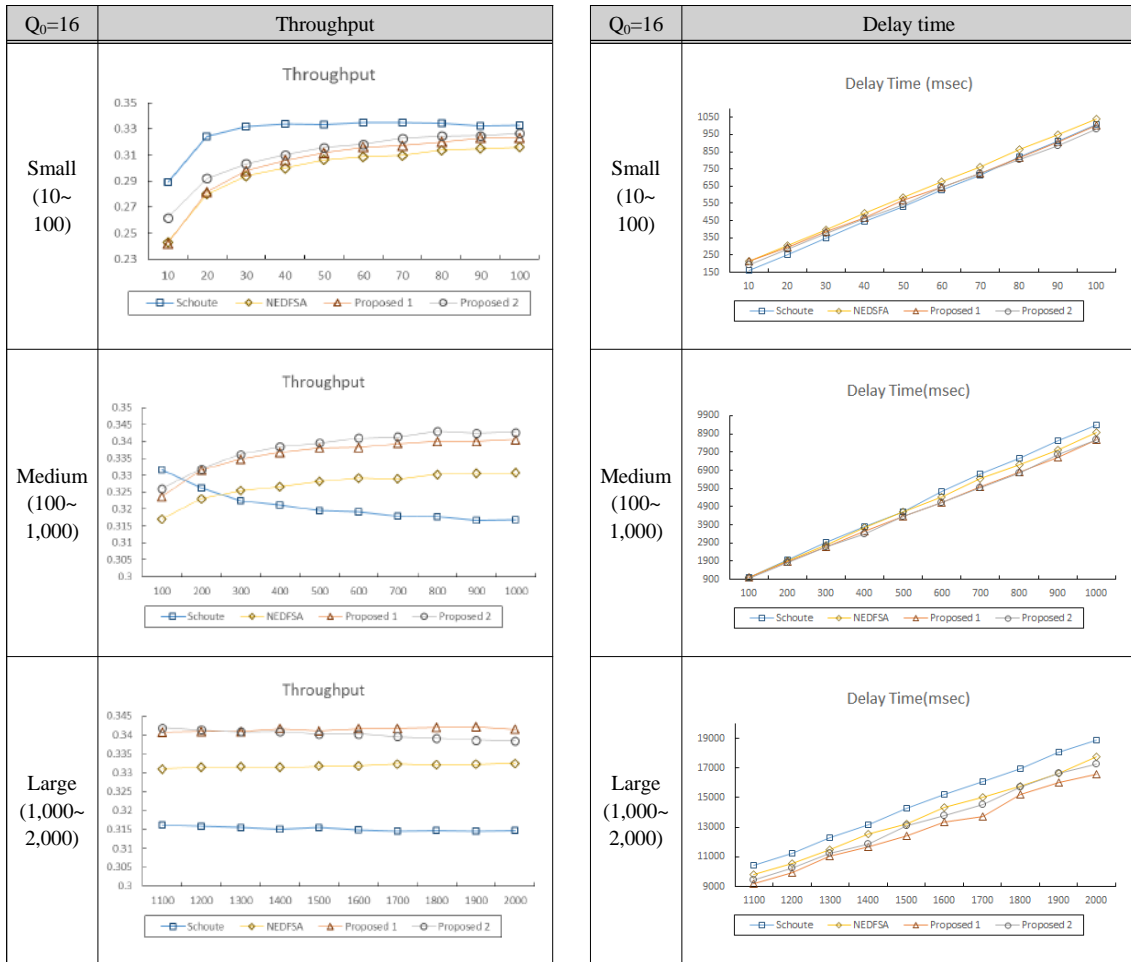 Q₀=16 Throughput
Small
(10~
100)
Throughput
0.35
0.33
0.31
0.29
0.27
0.25
0.23
10 20 30 40 50 60 70 80 90 100
Schoute NEDFSA Proposed 1 Proposed 2
Medium
(100~
1,000)
Throughput
0.35
0.345
0.34
0.335
0.33
0.325
0.32
0.315
0.31
0.305
0.3
100 200 300 400 500 600 700 800 900 1000
Schoute NEDFSA Proposed 1 Proposed 2
Large
(1,000~
2,000)
Throughput
0.345
0.34
0.335
0.33
0.325
0.32
0.315
0.31
0.305
0.3
1100 1200 1300 1400 1500 1600 1700 1800 1900 2000
Schoute NEDFSA Proposed 1 Proposed 2
Q₀=16 Delay time
Small
(10~
100)
Delay Time (msec)
1050
950
850
750
650
550
450
350
250
150
10 20 30 40 50 60 70 80 90 100
Schoute NEDSFA Proposed 1 Proposed 2
Medium
(100~
1,000)
Delay Time(msec)
9900
8900
7900
6900
5900
4900
3900
2900
1900
900
100 200 300 400 500 600 700 800 900 1000
Schoute NEDFSA Proposed 1 Proposed 2
Large
(1,000~
2,000)
Delay Time(msec)
19000
17000
15000
13000
11000
9000
1100 1200 1300 1400 1500 1600 1700 1800 1900 2000
Schoute NEDFSA Proposed 1 Proposed 2